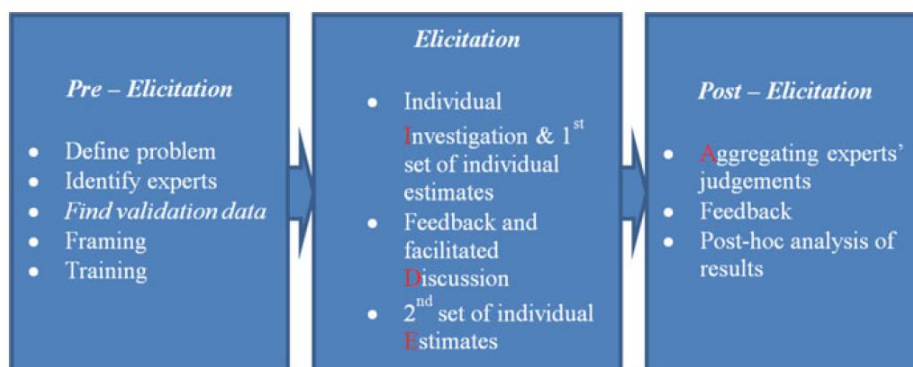 Pre – Elicitation
• Define problem
• Identify experts
• Find validation data
• Framing
• Training
Elicitation
• Individual
Investigation & 1st
set of individual
estimates
• Feedback and
facilitated
Discussion
• 2nd set of individual
Estimates
Post – Elicitation
• Aggregating experts’
judgements
• Feedback
• Post-hoc analysis of
results